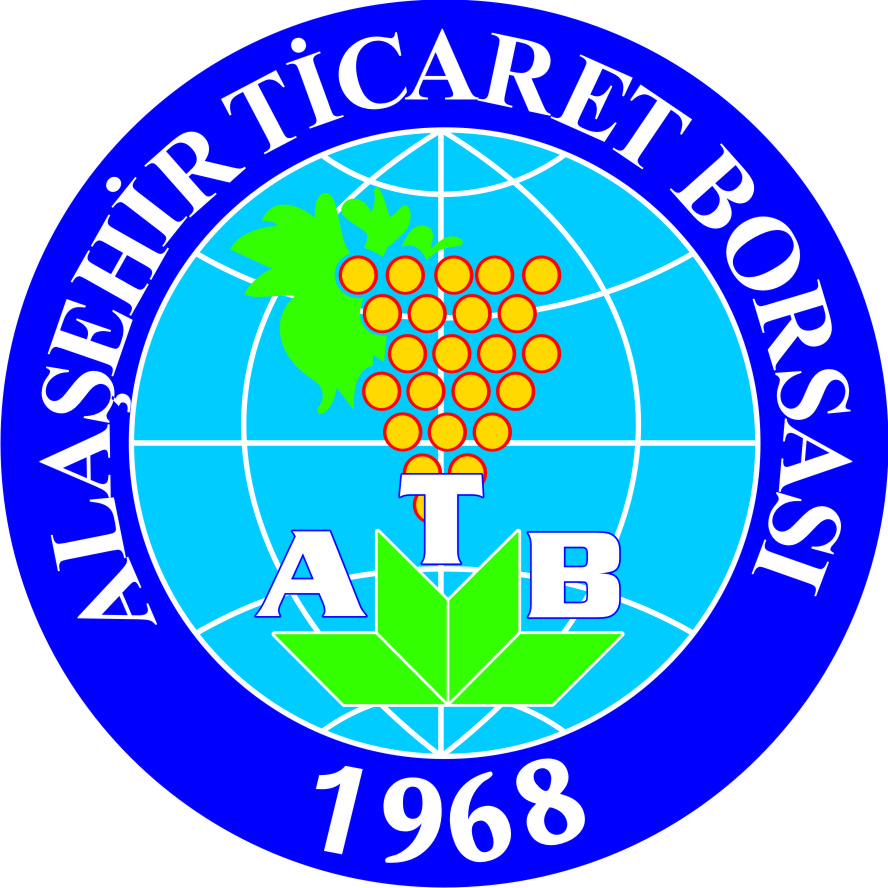 ALAŞEHİR TİCARET BORSASI
ATB
1968